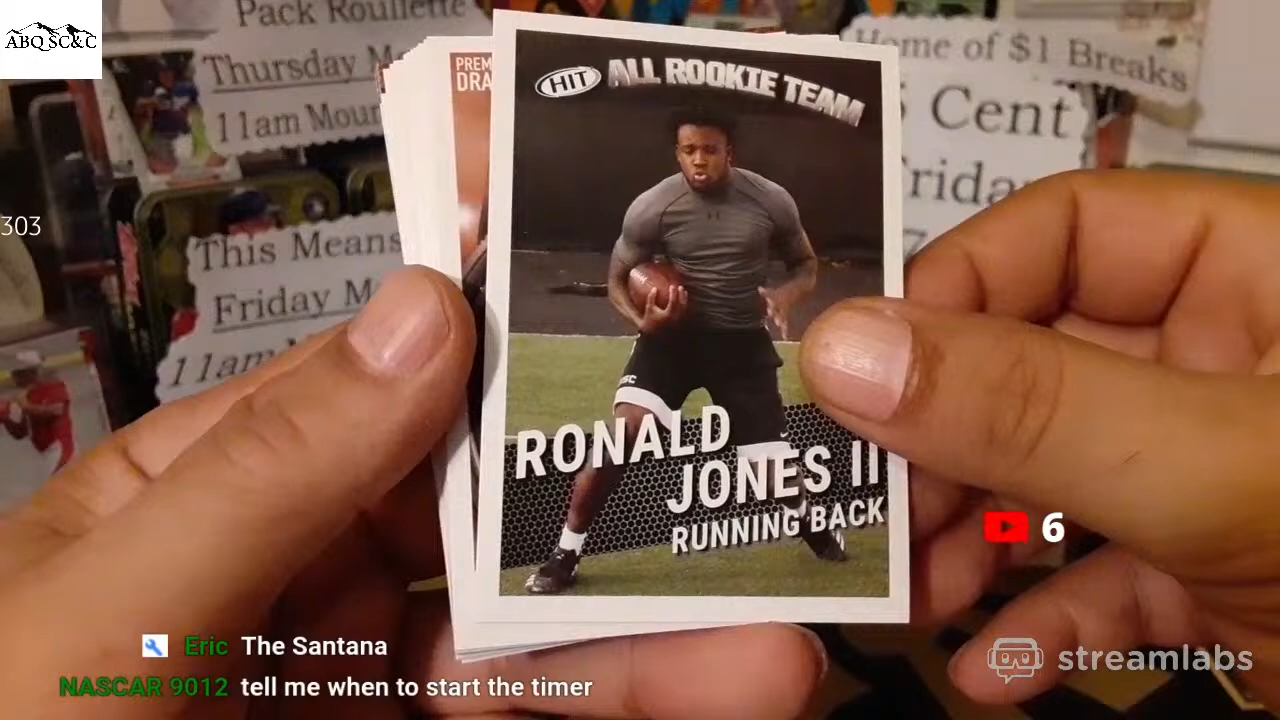 ABQ SC&C
Pack Roulette
Thursday
11am
This Means
Friday
11am
303
PREM
DRA
HIT
ALL ROOKIE TEAM
RONALD
JONES II
RUNNING BACK
Home of $1 Breaks
Cent
Frida
6
Eric The Santana
NASCAR 9012 tell me when to start the timer
streamlabs